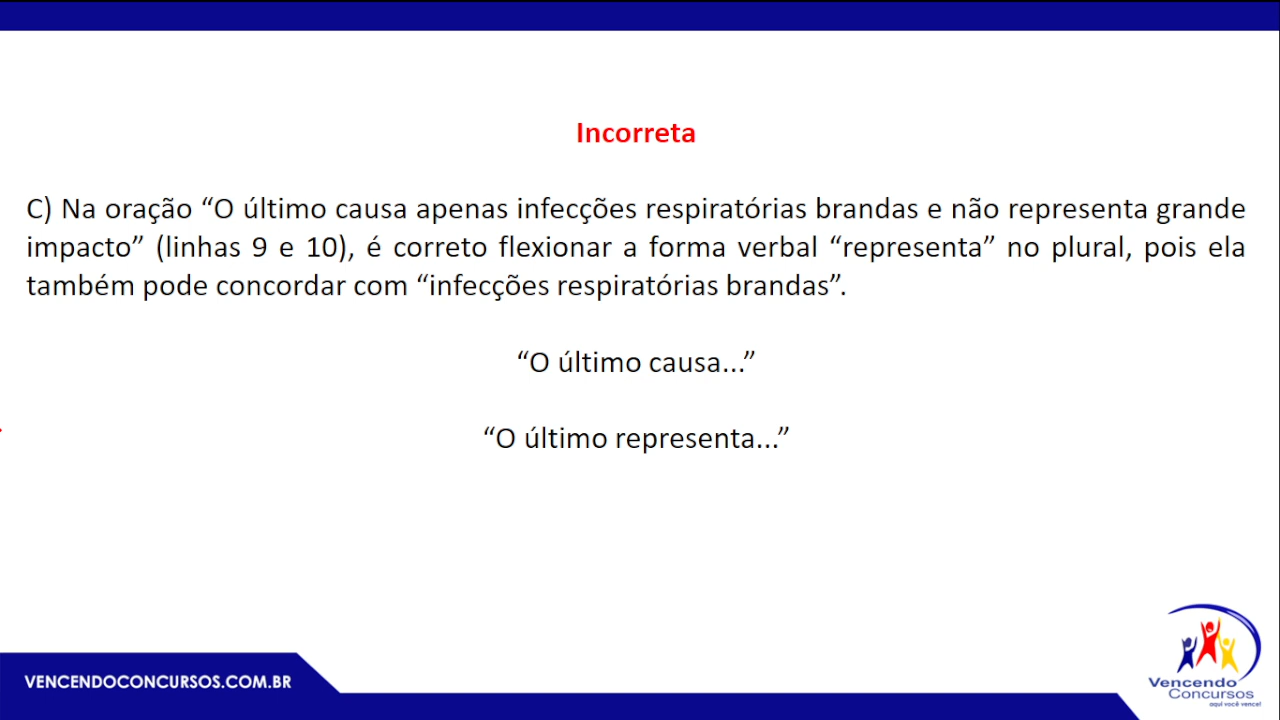 Incorreta
C) Na oração “O último causa apenas infecções respiratórias brandas e não representa grande
impacto” (linhas 9 e 10), é correto flexionar a forma verbal “representa” no plural, pois ela
também pode concordar com “infecções respiratórias brandas”.
“O último causa...”
“O último representa...”
VENCENDOCONCURSOS.COM.BR
Vencendo
Concursos
aqui você vence!